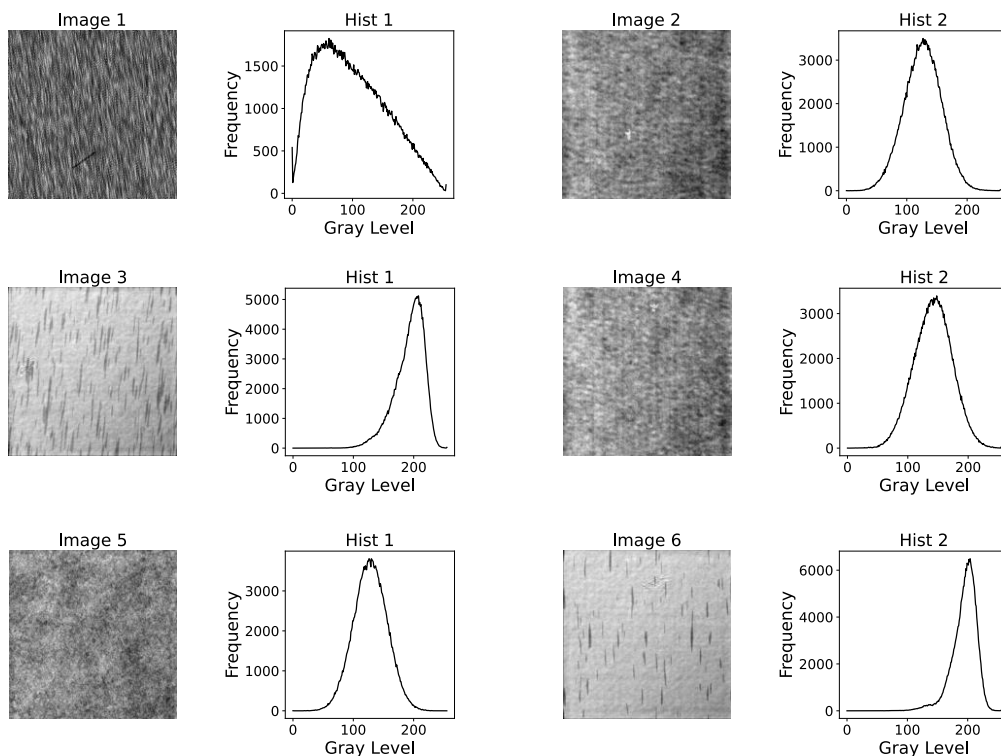 Image 1
Hist 1
Image 2
Hist 2
Frequency
1500
1000
500
0
0 100 200
Gray Level
Frequency
3000
2000
1000
0
0 100 200
Gray Level
Image 3
Hist 1
Image 4
Hist 2
Frequency
5000
4000
3000
2000
1000
0
0 100 200
Gray Level
Frequency
3000
2000
1000
0
0 100 200
Gray Level
Image 5
Hist 1
Image 6
Hist 2
Frequency
3000
2000
1000
0
0 100 200
Gray Level
Frequency
6000
4000
2000
0
0 100 200
Gray Level